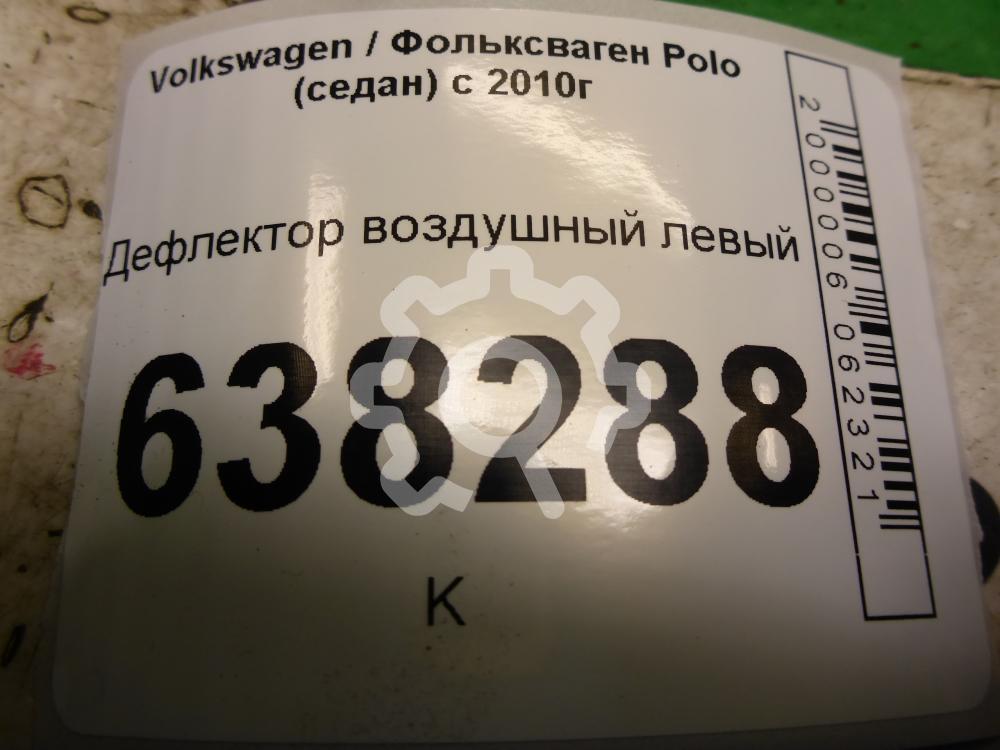 Volkswagen / Фольксваген Polo
(седан) с 2010г
Дефлектор воздушный левый
638288
К
2000006062321